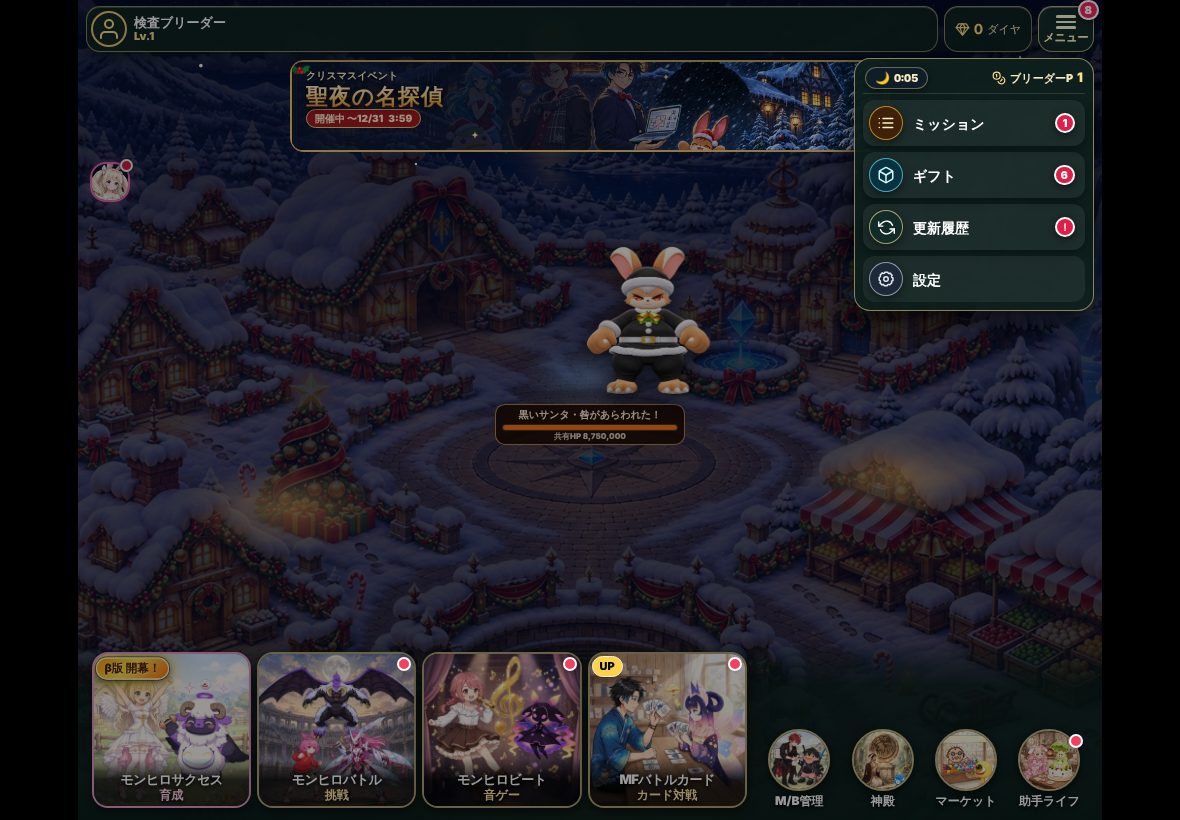 検査ブリーダー
Lv.1
0 ダイヤ
8
メニュー
クリスマスイベント
聖夜の名探偵
開催中 〜12/31 3:59
🌙 0:05
ブリーダーP 1
ミッション
1
ギフト
6
更新履歴
!
設定
黒いサンタ・咎があらわれた！
共有HP 8,750,000
β版 開幕！
モンヒロサクセス
育成
モンヒロバトル
挑戦
モンヒロビート
音ゲー
UP
MFバトルカード
カード対戦
M/B管理
神殿
マーケット
助手ライフ